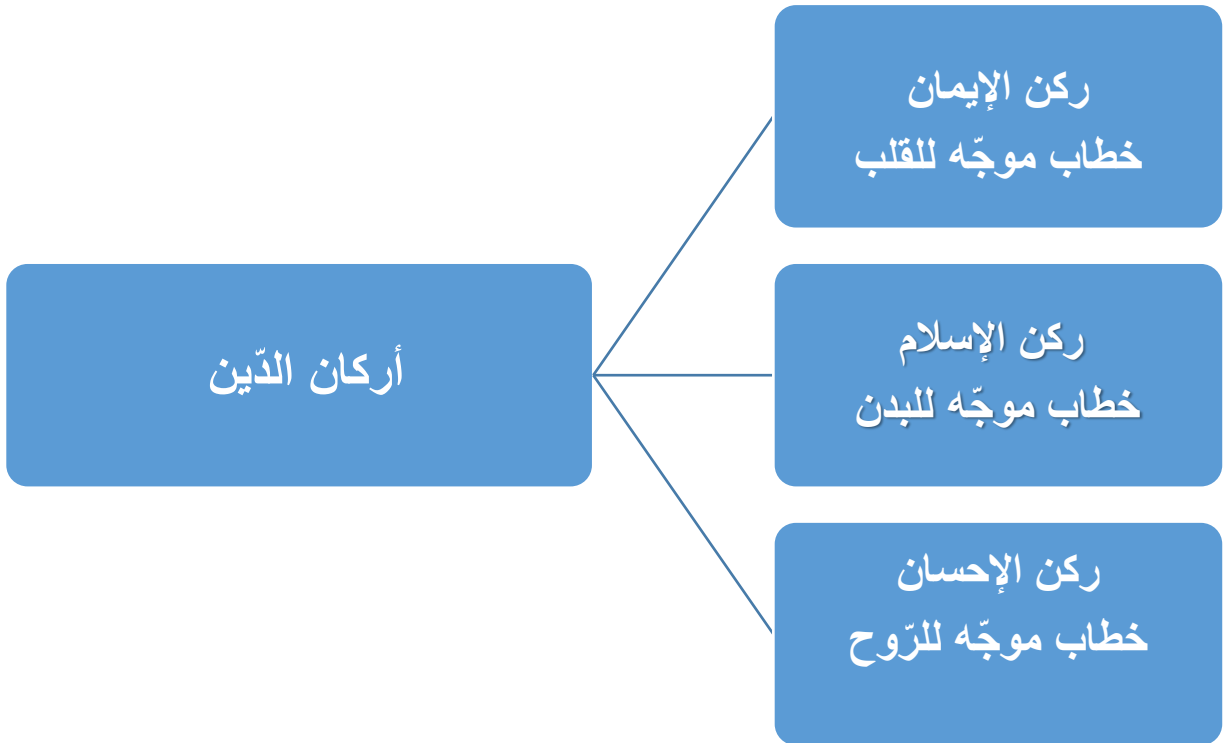 أركان الدّين
ركن الإيمان
خطاب موجّه للقلب
ركن الإسلام
خطاب موجّه للبدن
ركن الإحسان
خطاب موجّه للرّوح